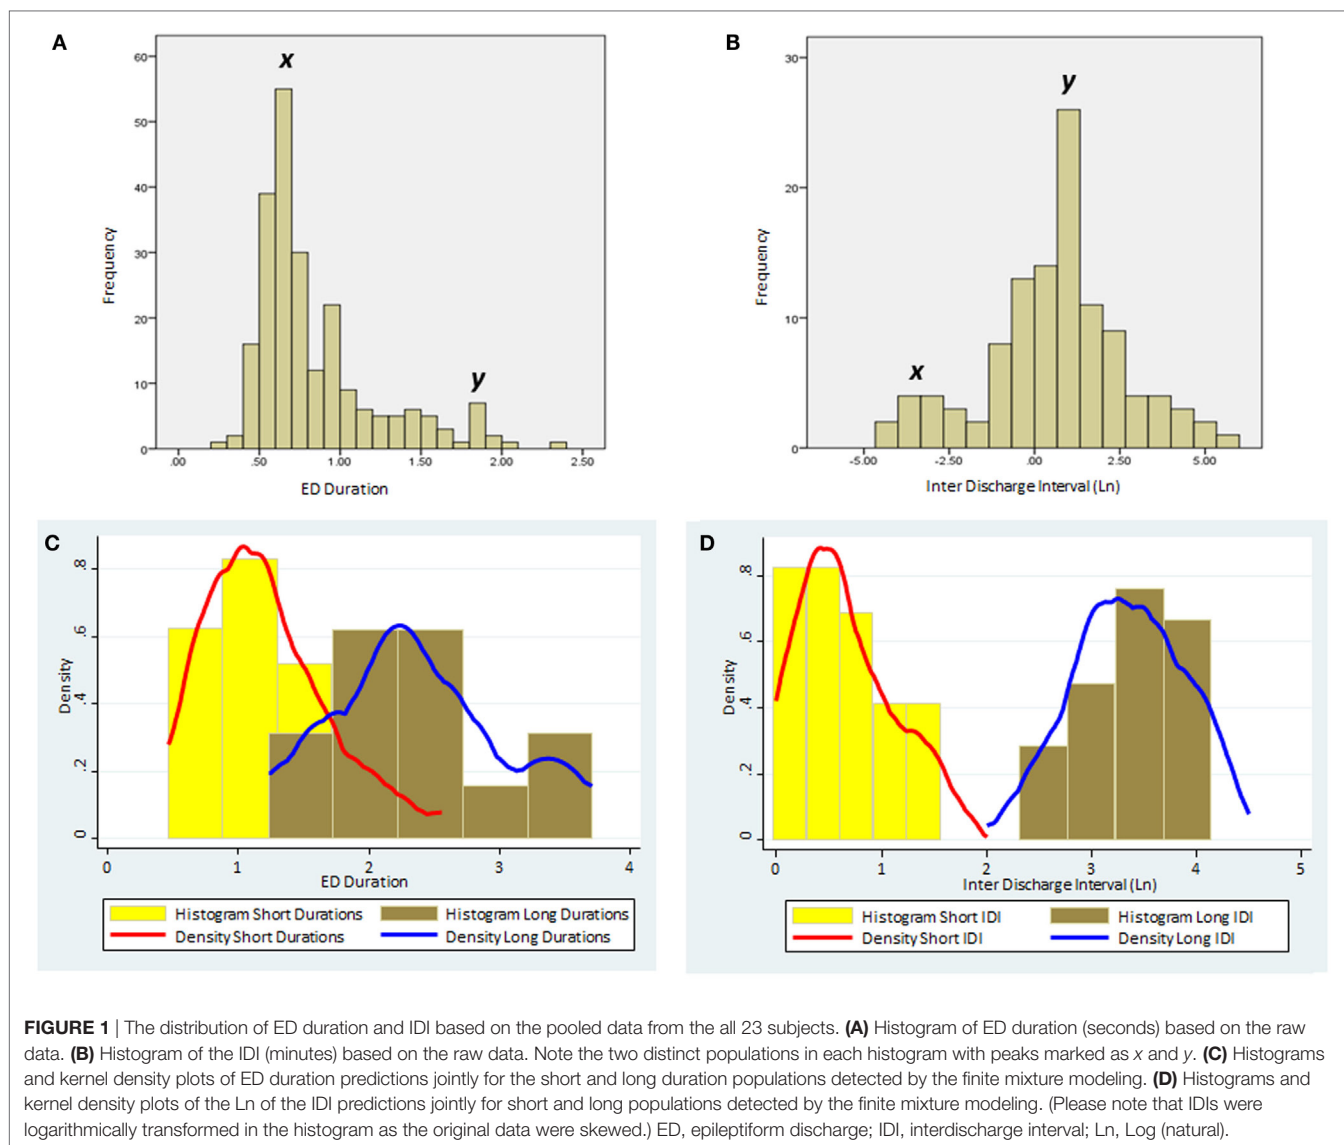 A
x
y
60
50
40
30
20
10
0
Frequency
.00 .50 1.00 1.50 2.00 2.50
ED Duration
B
y
x
30
20
10
0
Frequency
-5.00 -2.50 .00 2.50 5.00
Inter Discharge Interval (Ln)
C
.8
.6
.4
.2
0
Density
0 1 2 3 4
ED Duration
Histogram Short Durations Histogram Long Durations
Density Short Durations Density Long Durations
D
.8
.6
.4
.2
0
Density
0 1 2 3 4 5
Inter Discharge Interval (Ln)
Histogram Short IDI Histogram Long IDI
Density Short IDI Density Long IDI
FIGURE 1 | The distribution of ED duration and IDI based on the pooled data from the all 23 subjects. (A) Histogram of ED duration (seconds) based on the raw
data. (B) Histogram of the IDI (minutes) based on the raw data. Note the two distinct populations in each histogram with peaks marked as x and y. (C) Histograms
and kernel density plots of ED duration predictions jointly for the short and long duration populations detected by the finite mixture modeling. (D) Histograms and
kernel density plots of the Ln of the IDI predictions jointly for short and long populations detected by the finite mixture modeling. (Please note that IDIs were
logarithmically transformed in the histogram as the original data were skewed.) ED, epileptiform discharge; IDI, interdischarge interval; Ln, Log (natural).